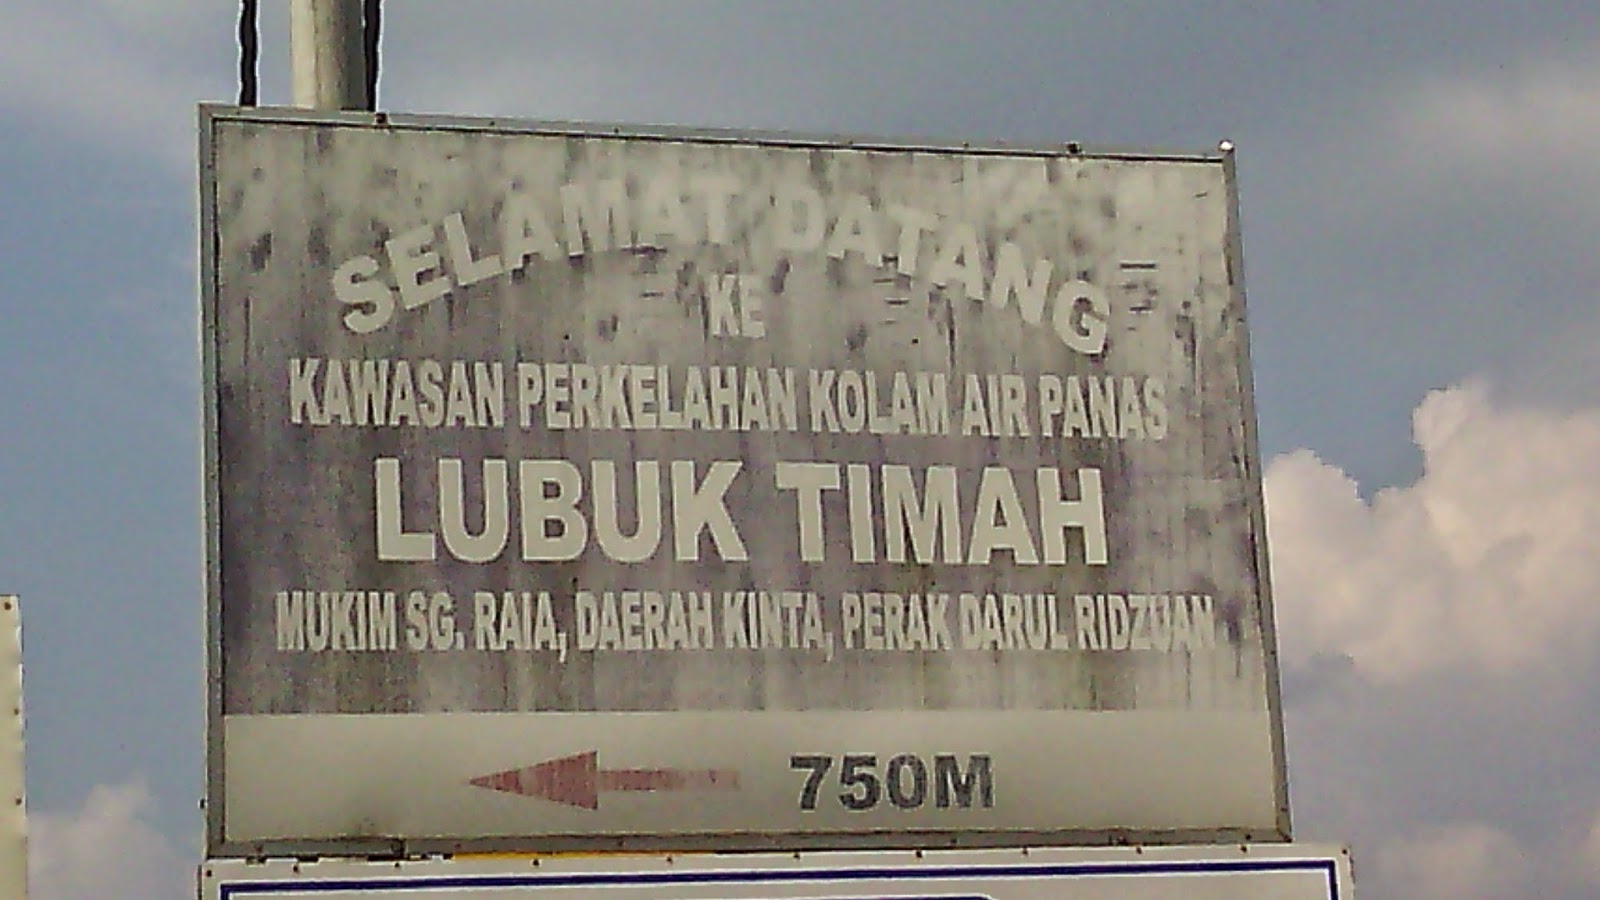 SELAMAT DATANG
KE
KAWASAN PERKELAHAN KOLAM AIR PANAS
LUBUK TIMAH
MUKIM SG. RAIA, DAERAH KINTA, PERAK DARUL RIDZUAN
750M